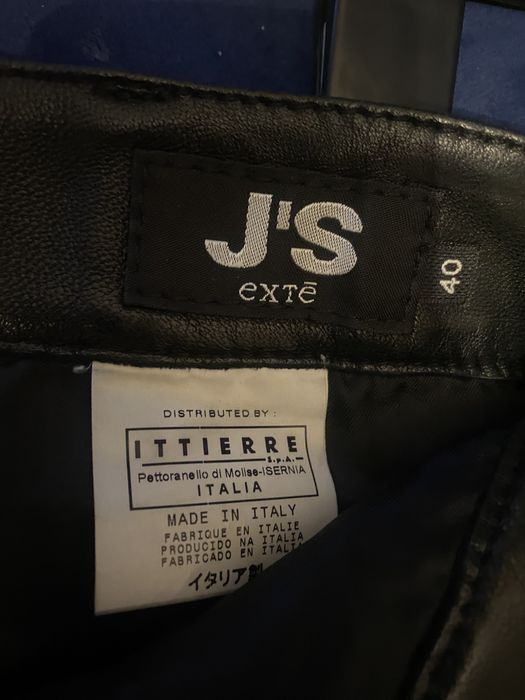 J'S
exTē
40
DISTRIBUTED BY :
ITTIERRE
S.p.A.
Pettoranello di Molise-ISERNIA
ITALIA
MADE IN ITALY
FABRIQUE EN ITALIE
PRODUCIDO NA ITALIA
FABRICADO EN ITALIA
イタリア製